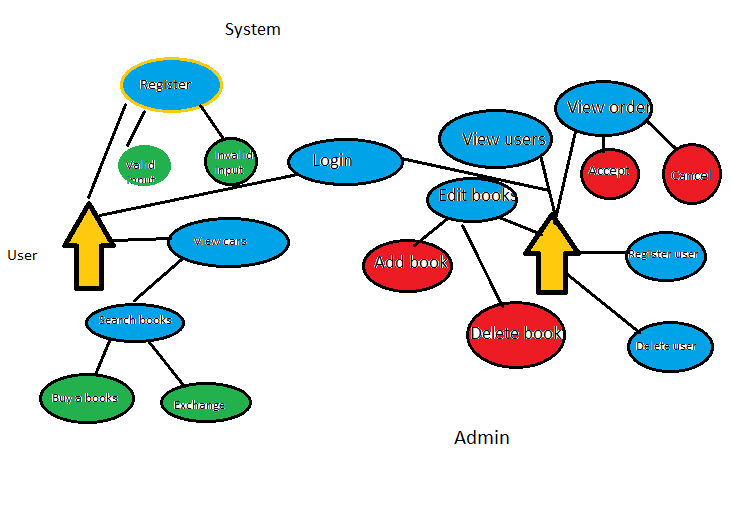 System
Register
View order
View users
Valid
input
Invalid
input
Login
Accept
Cancel
Edit books
User
View cars
Add book
Register user
Search books
Delete book
Delete user
Buy a books
Exchange
Admin